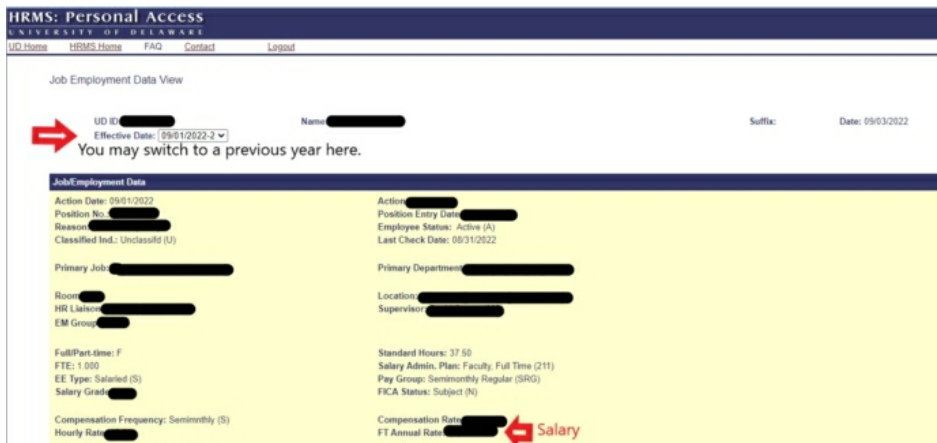 HRMS: Personal Access
UNIVERSITY OF DELAWARE
UD Home HRMS Home FAQ Contact Logout
Job Employment Data View
UD ID Name Suffix: Date: 09/03/2022
Effective Date: 09/01/2022-2
You may switch to a previous year here.
Job/Employment Data
Action Date: 09/01/2022 Action
Position No.: Position Entry Date
Reason: Employee Status: Active (A)
Classified Ind.: Unclassifd (U) Last Check Date: 08/31/2022
Primary Job: Primary Department
Room Location:
HR Liaison Supervisor:
EM Group
Full/Part-time: F Standard Hours: 37.50
FTE: 1.000 Salary Admin. Plan: Faculty, Full Time (211)
EE Type: Salaried (S) Pay Group: Semimonthly Regular (SRG)
Salary Grade FICA Status: Subject (N)
Compensation Frequency: Semimnthly (S) Compensation Rate
Hourly Rate FT Annual Rate: Salary